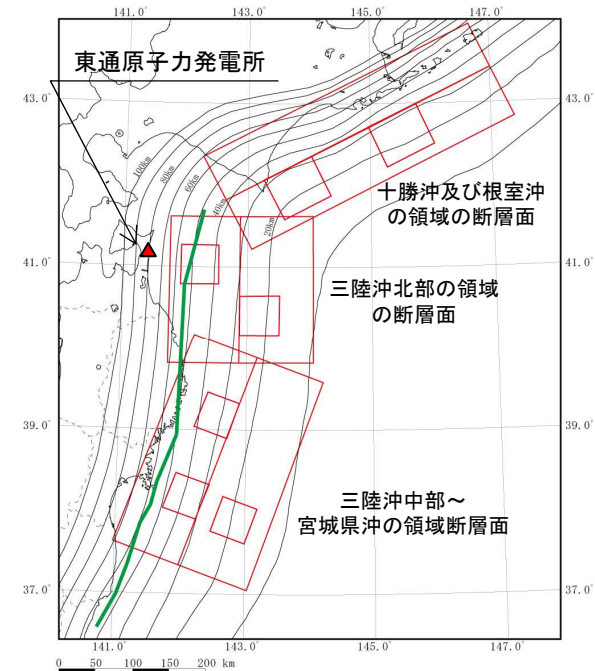 141.0°
143.0°
145.0°
147.0°
東通原子力発電所
43.0°
43.0°
100km
80km
60km
40km
20km
十勝沖及び根室沖
の領域の断層面
41.0°
41.0°
三陸沖北部の領域
の断層面
39.0°
39.0°
三陸沖中部～
宮城県沖の領域断層面
37.0°
37.0°
141.0°
143.0°
145.0°
147.0°
0 50 100 150 200 km